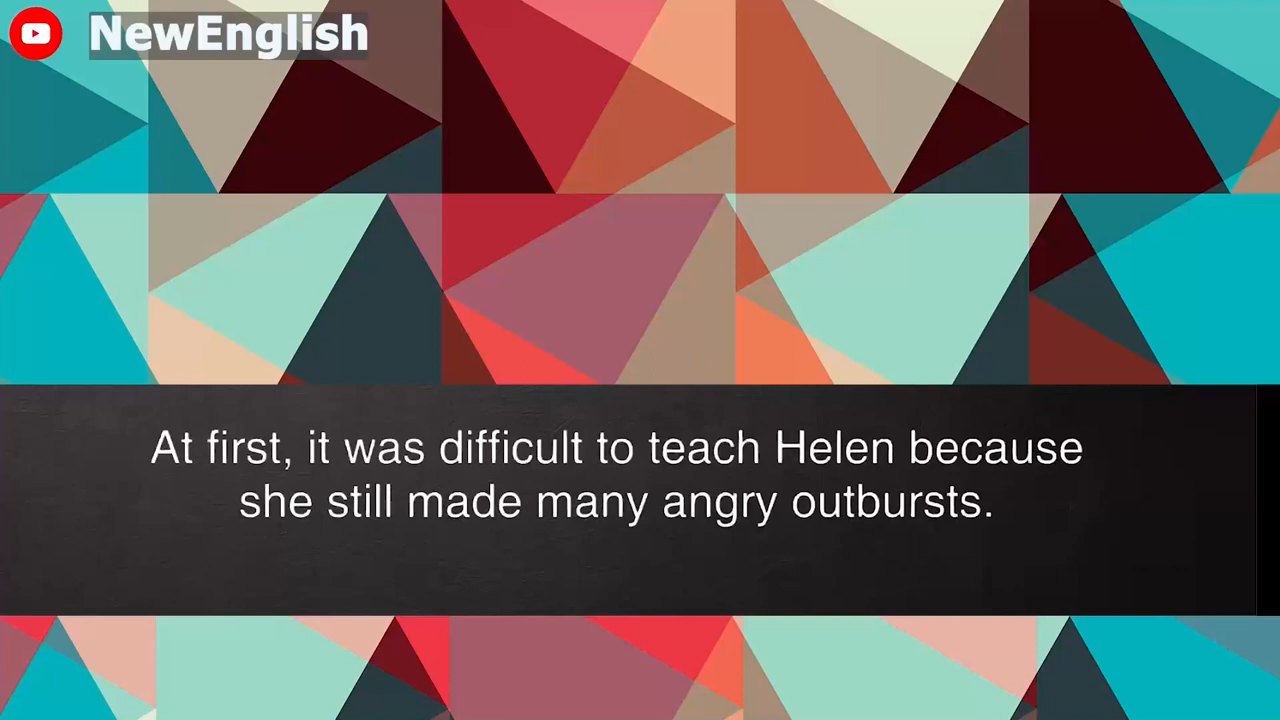 NewEnglish
At first, it was difficult to teach Helen because
she still made many angry outbursts.